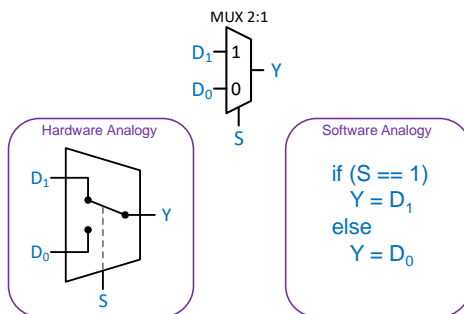 MUX 2:1
D₁ 1
Y
D₀ 0
S
Hardware Analogy
D₁
Y
D₀
S
Software Analogy
if (S == 1)
Y = D₁
else
Y = D₀